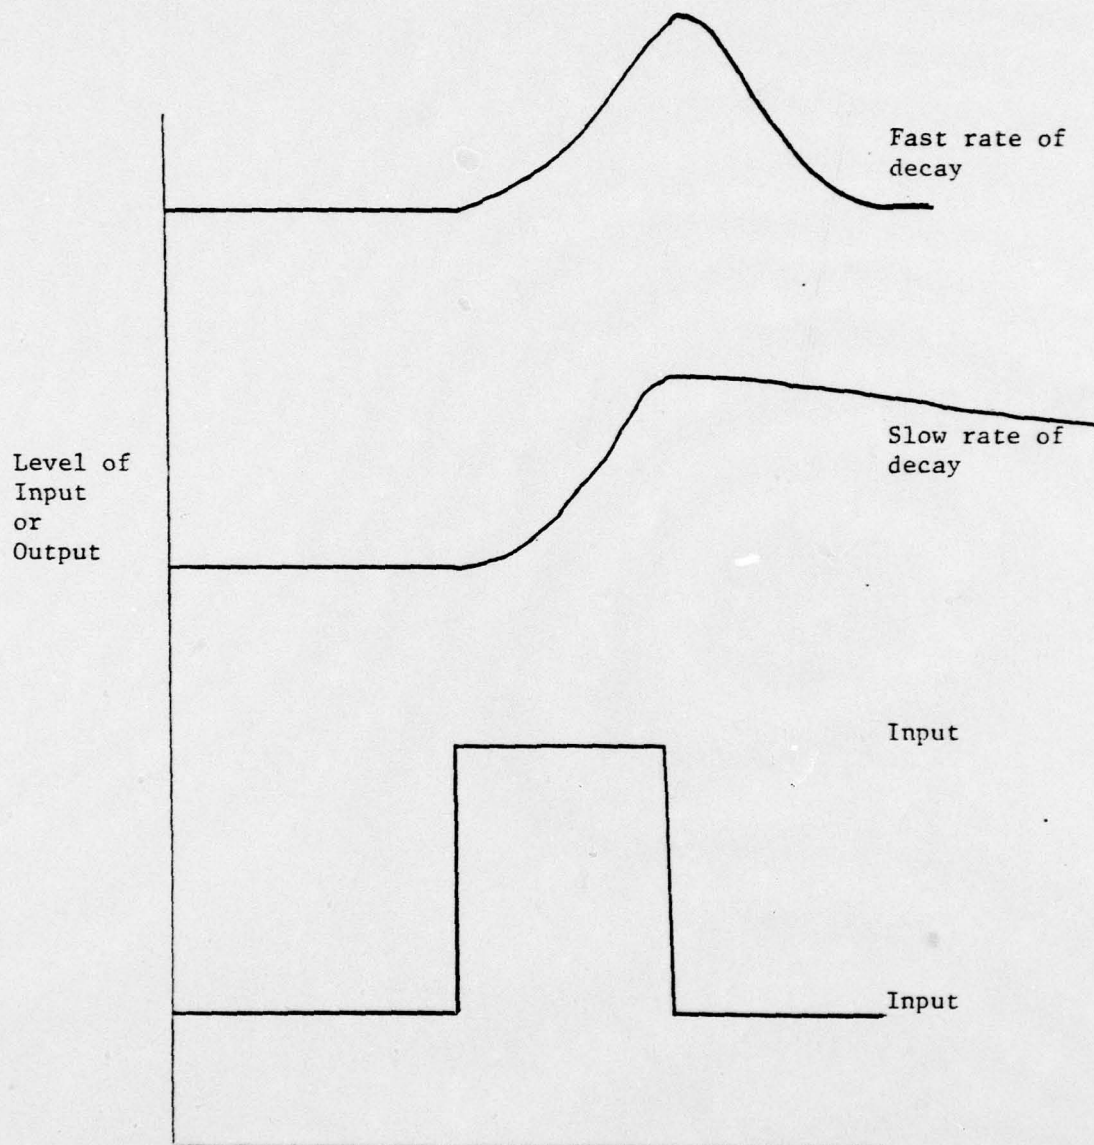 Fast rate of
decay
Slow rate of
decay
Level of
Input
or
Output
Input
Input